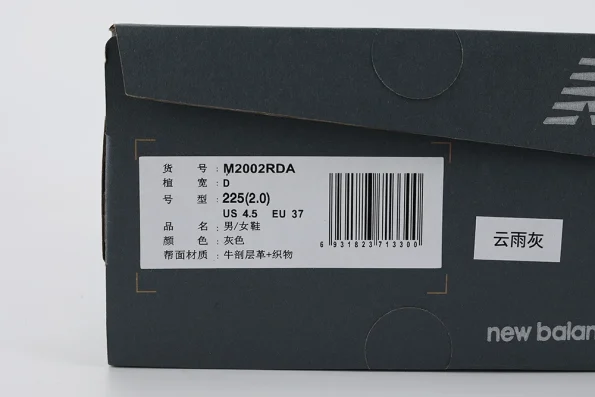 货 号 : M2002RDA
楦 宽 : D
号 型 : 225(2.0)
US 4.5 EU 37
品 名 : 男/女鞋
颜 色 : 灰色
帮面材质 : 牛剖层革+织物
6 931823 713300
云雨灰
new balan